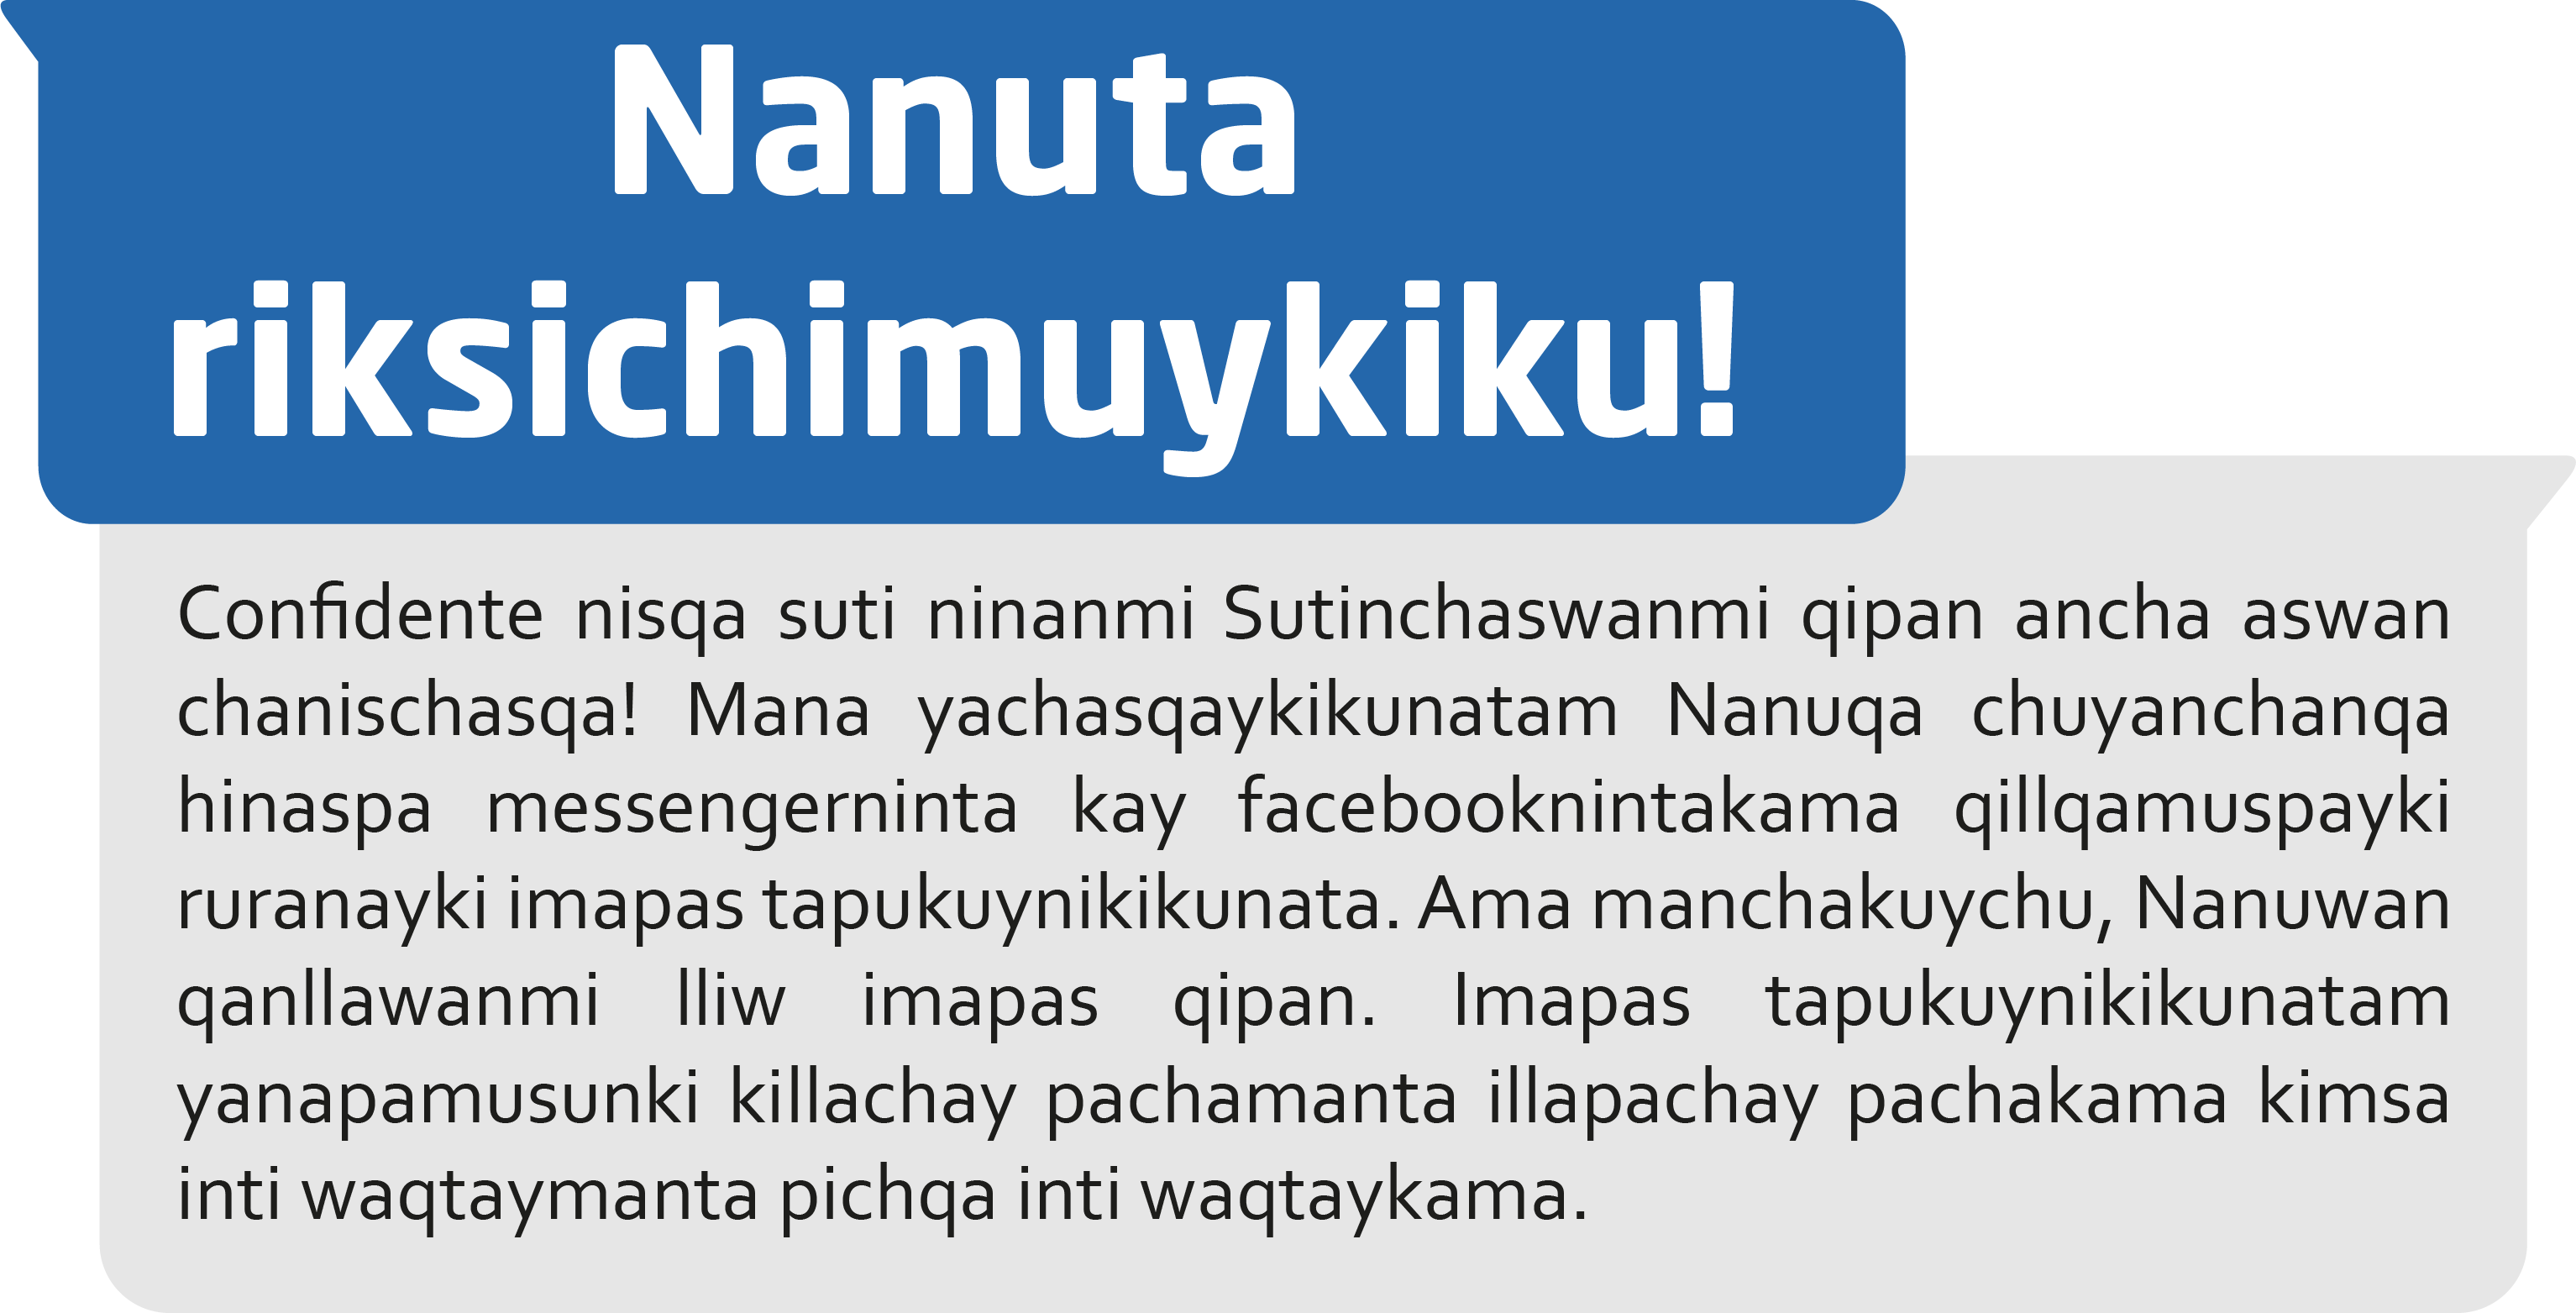 Nanuta
riksichimuykiku!
Confidente nisqa suti ninanmi Sutinchaswanmi qipan ancha aswan
chanischasqa! Mana yachasqaykikunatam Nanuqa chuyanchanqa
hinaspa messengerninta kay facebooknintakama qillqamuspayki
ruranayki imapas tapukuynikikunata. Ama manchakuychu, Nanuwan
qanllawanmi lliw imapas qipan. Imapas tapukuynikikunatam
yanapamusunki killachay pachamanta illapachay pachakama kimsa
inti waqtaymanta pichqa inti waqtaykama.